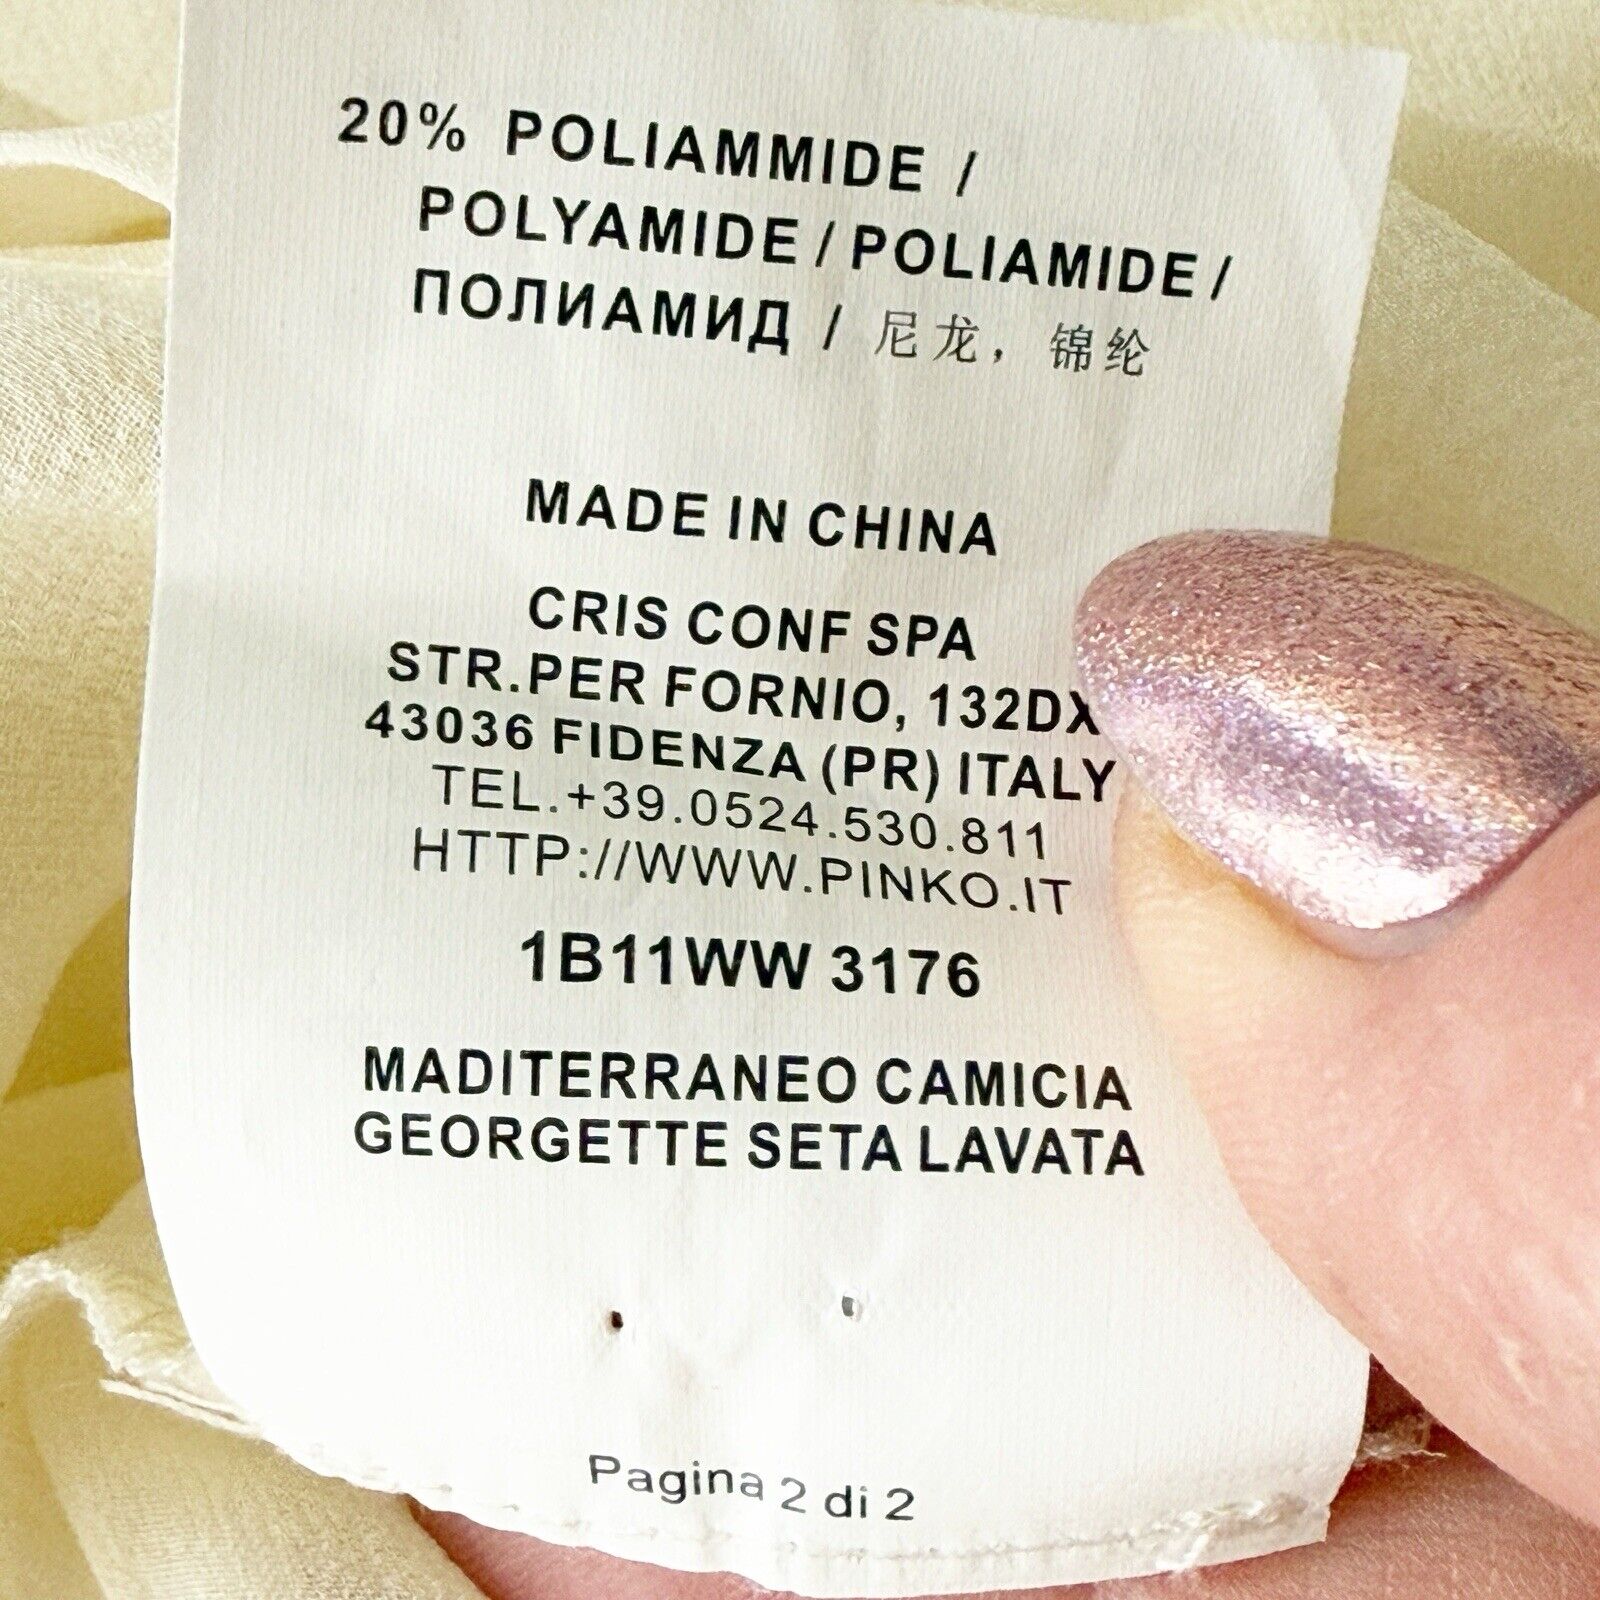 20% POLIAMMIDE /
POLYAMIDE / POLIAMIDE /
ПОЛИАМИД / 尼龙，锦纶
MADE IN CHINA
CRIS CONF SPA
STR.PER FORNIO, 132DX
43036 FIDENZA (PR) ITALY
TEL.+39.0524.530.811
HTTP://WWW.PINKO.IT
1B11WW 3176
MADITERRANEO CAMICIA
GEORGETTE SETA LAVATA
Pagina 2 di 2